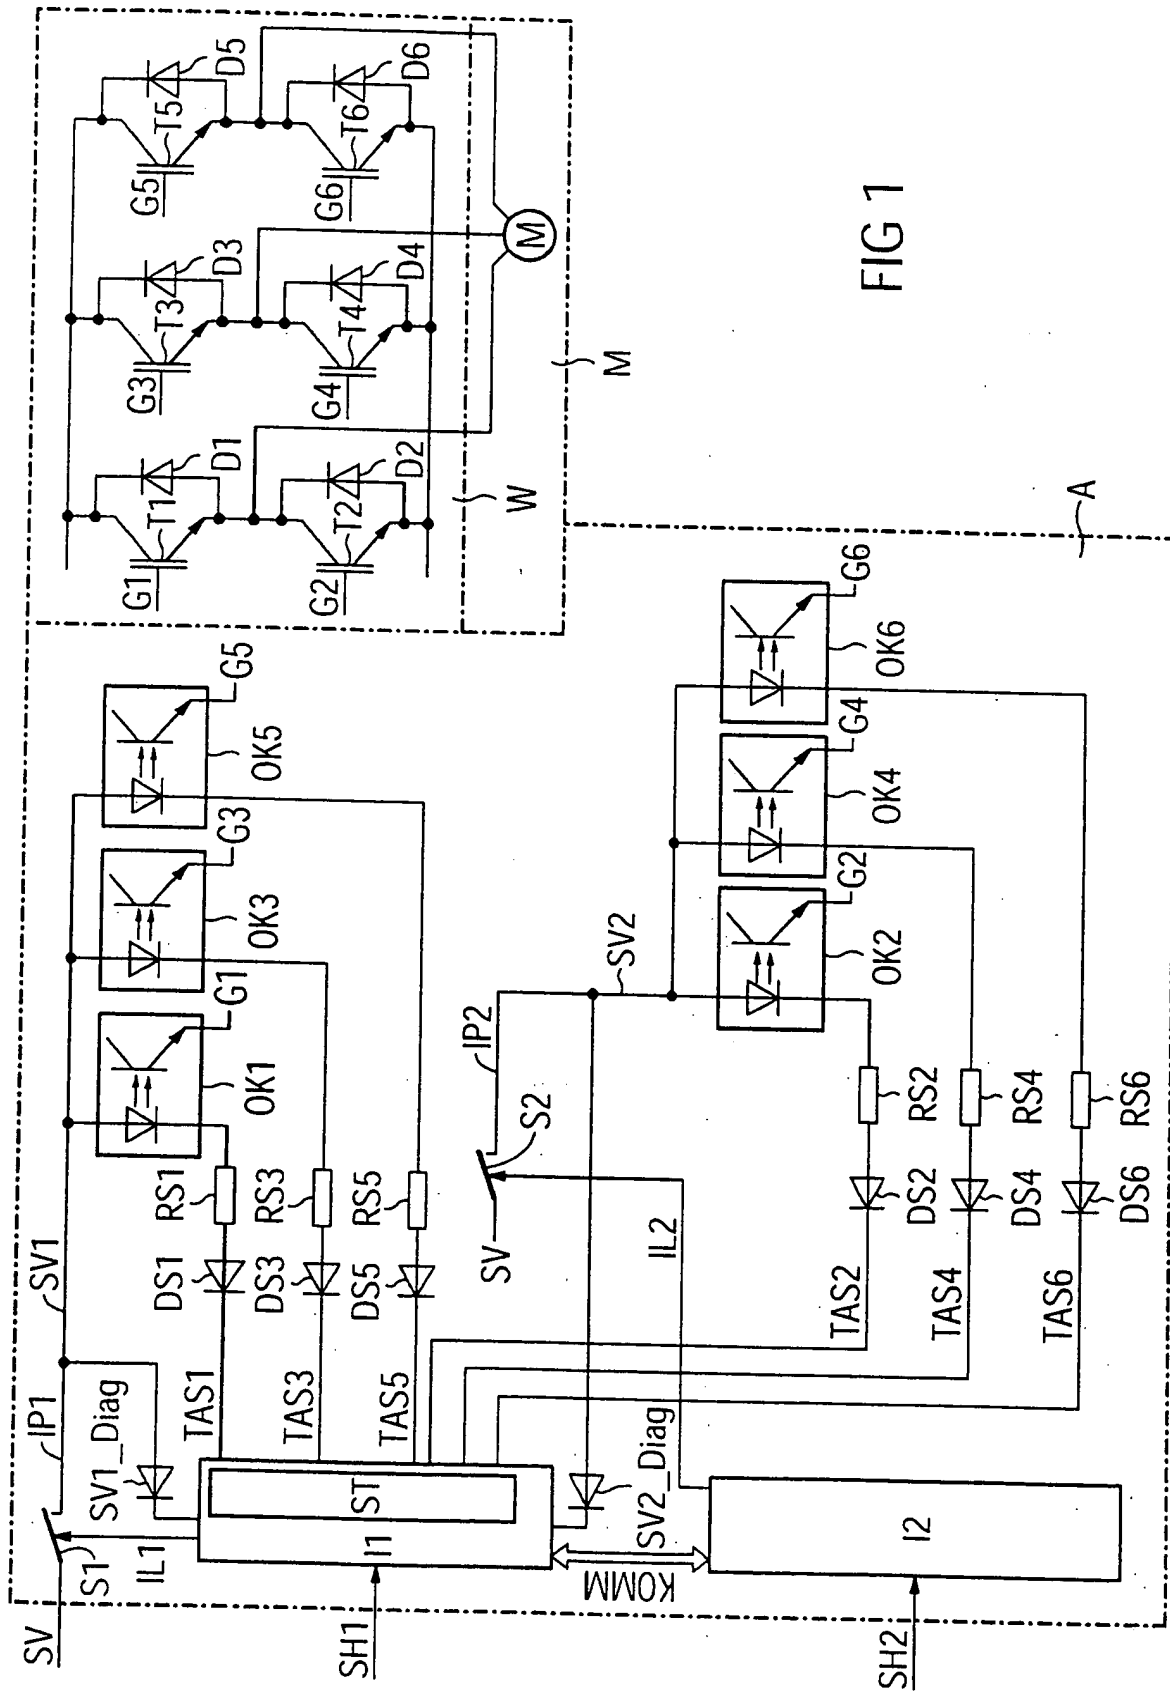 SV
S1
IL1
IP1
SV1
SV1_Diag
SH1
I1
ST
TAS1
DS1
RS1
OK1
G1
TAS3
DS3
RS3
OK3
G3
TAS5
DS5
RS5
OK5
G5
SV
S2
IP2
SV2
IL2
SV2_Diag
KOMM
SH2
I2
TAS2
DS2
RS2
OK2
G2
TAS4
DS4
RS4
OK4
G4
TAS6
DS6
RS6
OK6
G6
G1
T1
D1
G3
T3
D3
G5
T5
D5
G2
T2
D2
G4
T4
D4
G6
T6
D6
W
M
M
A
FIG 1